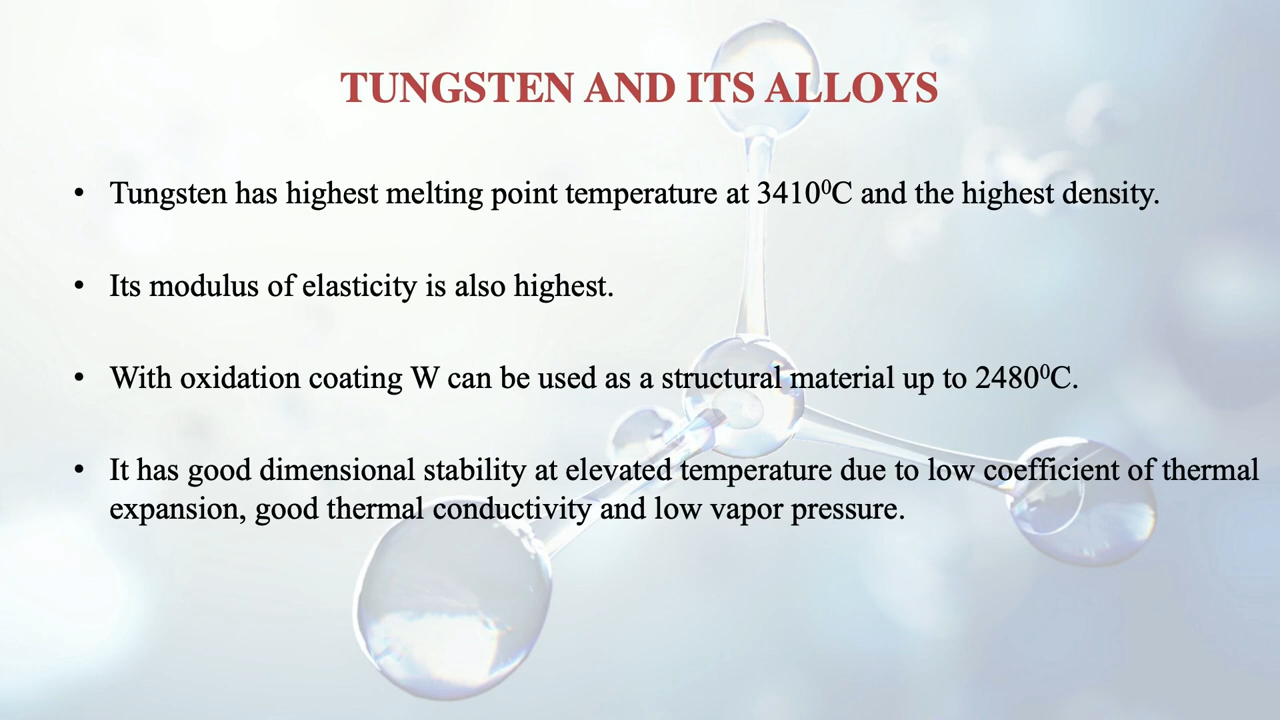 TUNGSTEN AND ITS ALLOYS
• Tungsten has highest melting point temperature at 3410⁰C and the highest density.
• Its modulus of elasticity is also highest.
• With oxidation coating W can be used as a structural material up to 2480⁰C.
• It has good dimensional stability at elevated temperature due to low coefficient of thermal
expansion, good thermal conductivity and low vapor pressure.